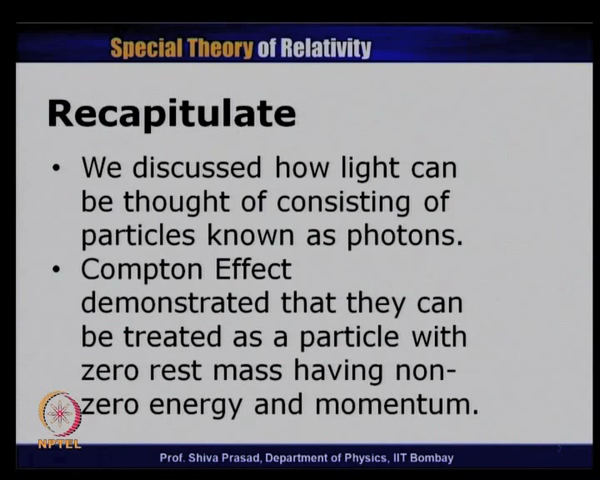 Special Theory of Relativity
Recapitulate
• We discussed how light can
be thought of consisting of
particles known as photons.
• Compton Effect
demonstrated that they can
be treated as a particle with
zero rest mass having non-
zero energy and momentum.
NPTEL
Prof. Shiva Prasad, Department of Physics, IIT Bombay